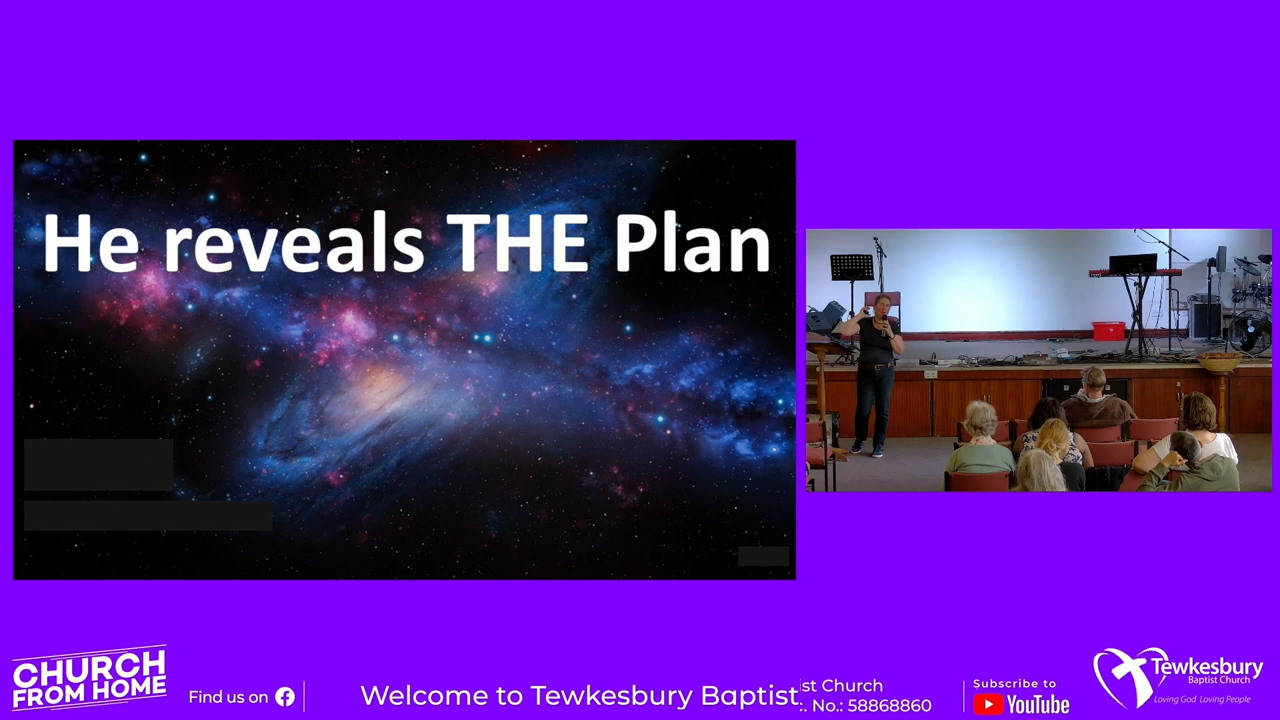 He reveals THE Plan
CHURCH
FROM HOME
Find us on
Welcome to Tewkesbury Baptist
ist Church
No.: 58868860
Subscribe to
YouTube
Tewkesbury
Baptist Church
Loving God Loving People